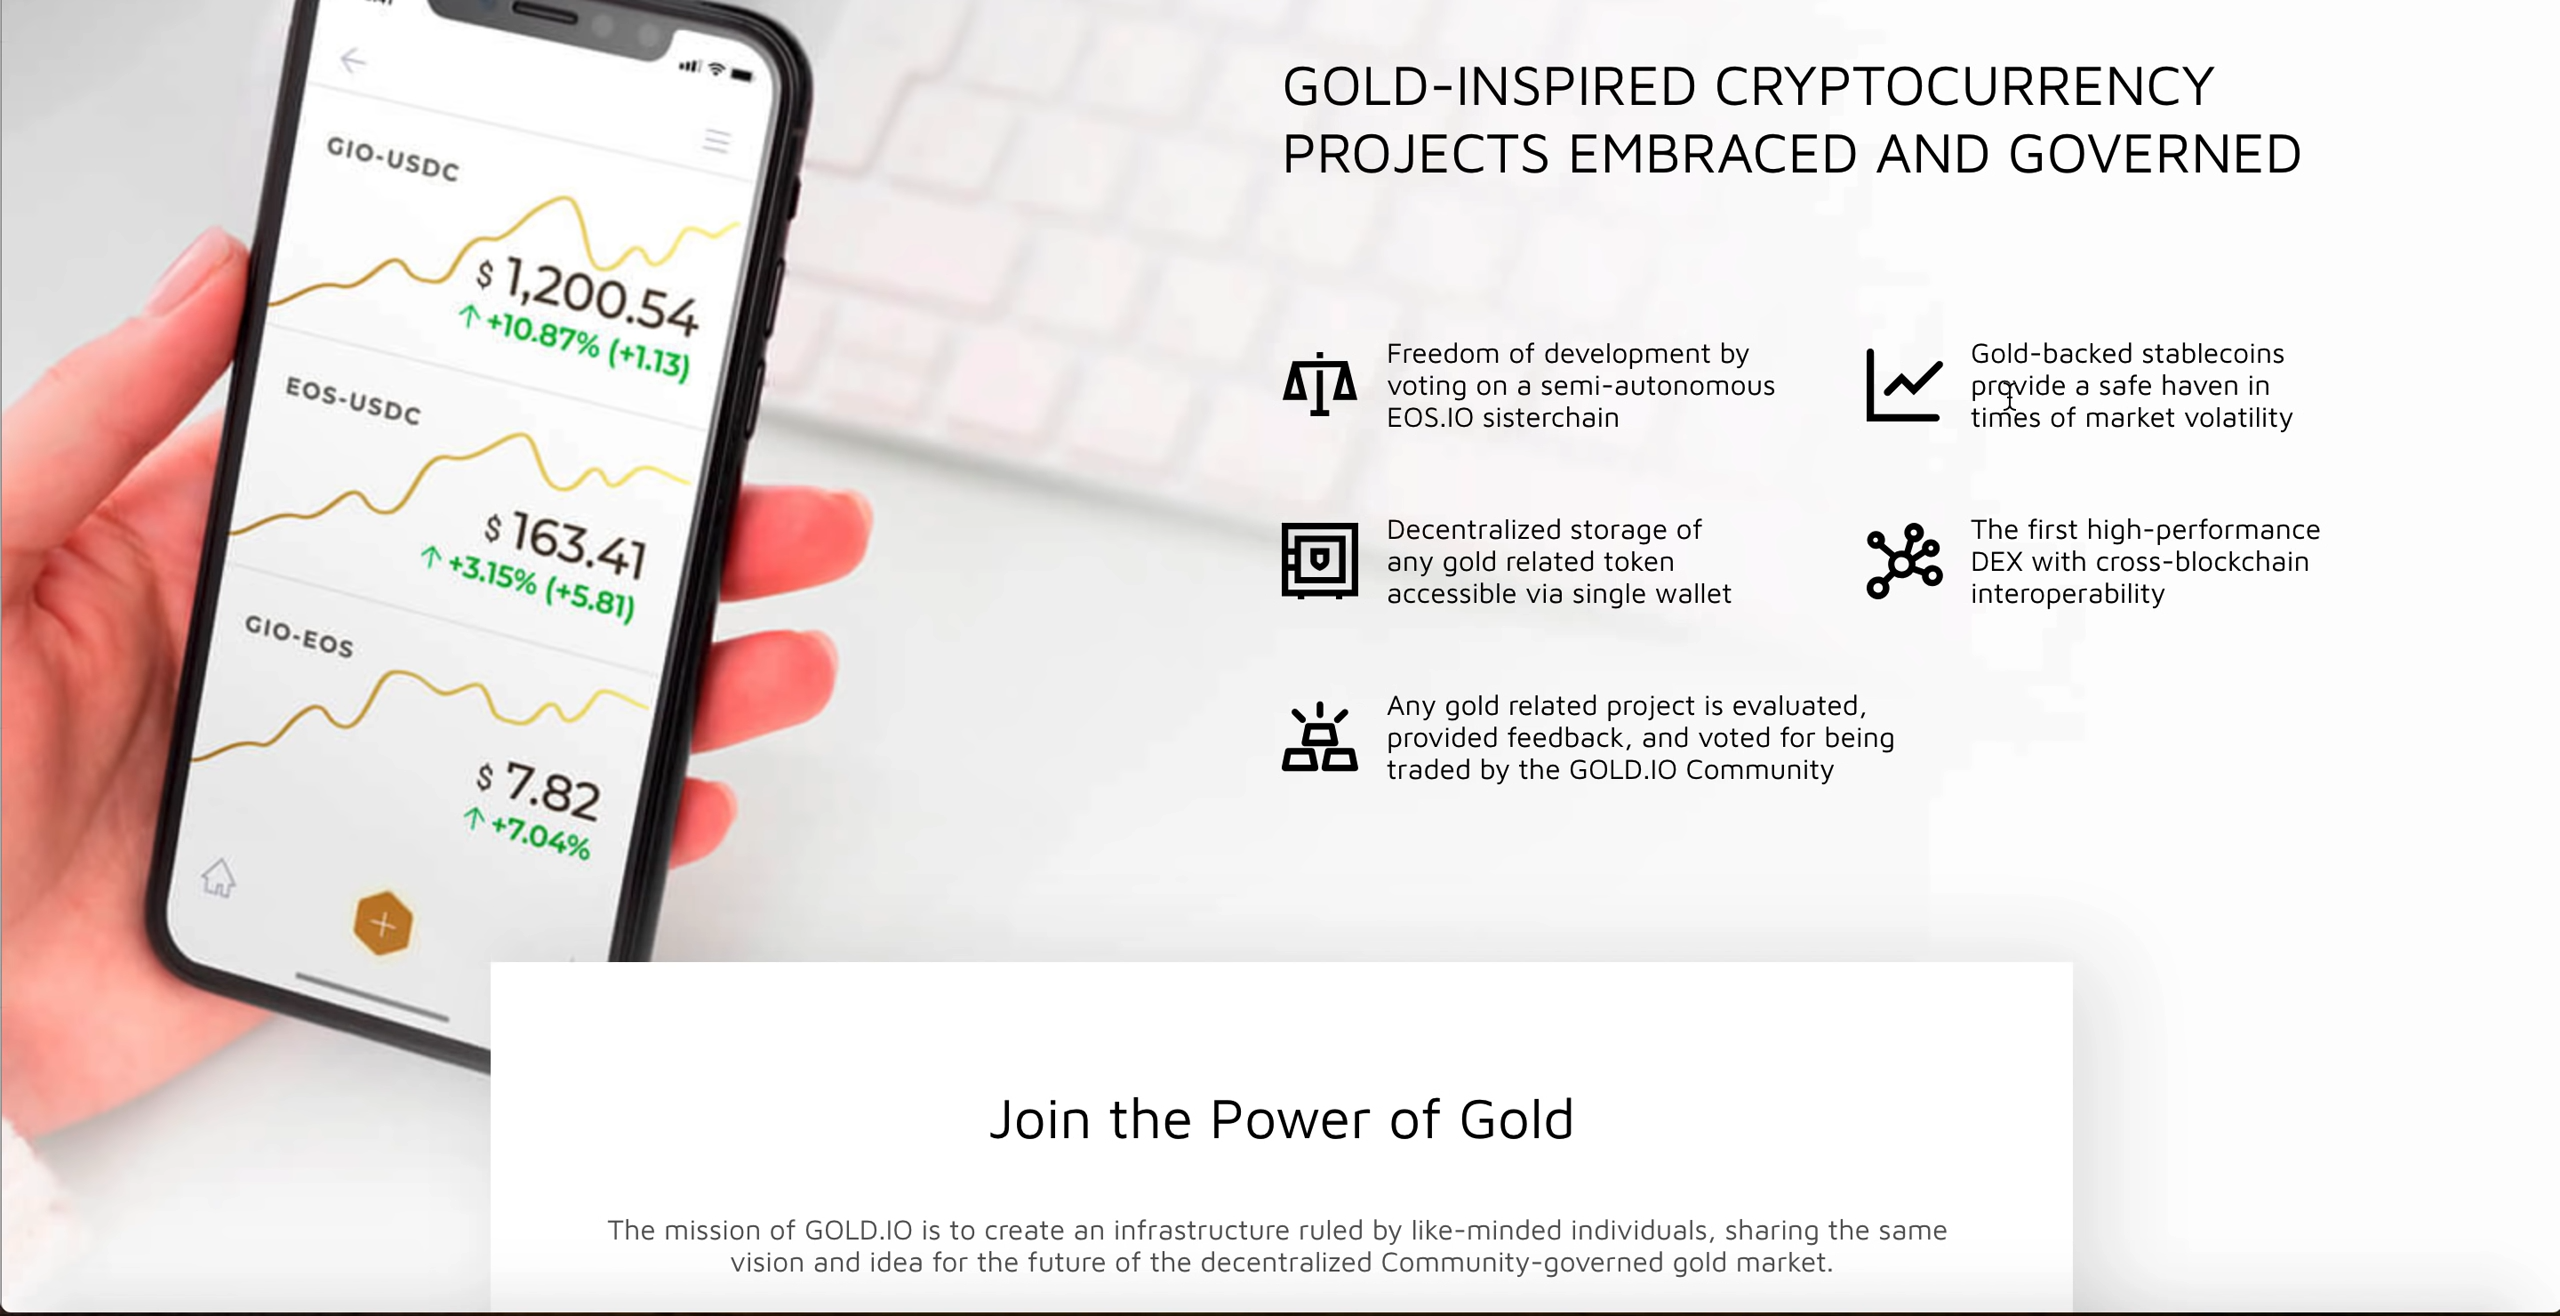 GIO-USDC
$ 1,200.54
↑ +10.87% (+1.13)
EOS-USDC
$ 163.41
↑ +3.15% (+5.81)
GIO-EOS
$ 7.82
↑ +7.04%
GOLD-INSPIRED CRYPTOCURRENCY
PROJECTS EMBRACED AND GOVERNED
Freedom of development by
voting on a semi-autonomous
EOS.IO sisterchain
Gold-backed stablecoins
provide a safe haven in
times of market volatility
Decentralized storage of
any gold related token
accessible via single wallet
The first high-performance
DEX with cross-blockchain
interoperability
Any gold related project is evaluated,
provided feedback, and voted for being
traded by the GOLD.IO Community
Join the Power of Gold
The mission of GOLD.IO is to create an infrastructure ruled by like-minded individuals, sharing the same
vision and idea for the future of the decentralized Community-governed gold market.